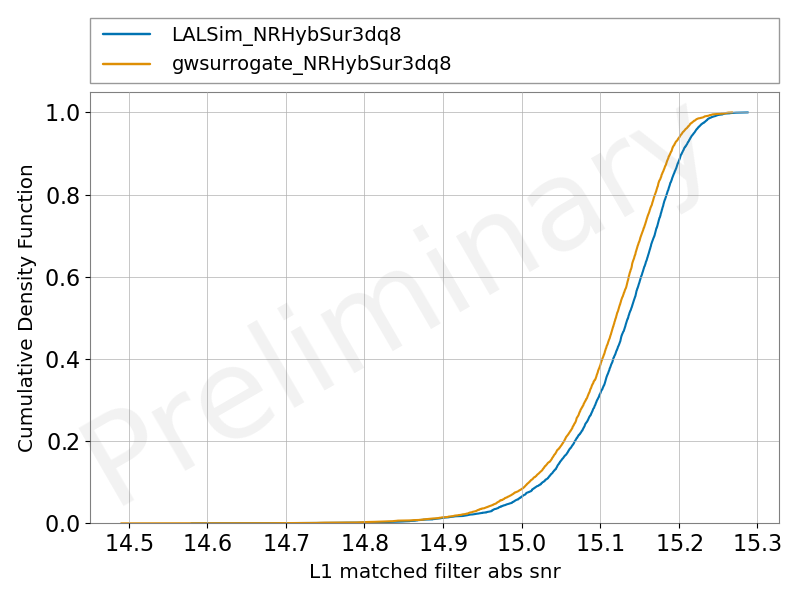 LALSim_NRHybSur3dq8
gwsurrogate_NRHybSur3dq8
Preliminary
Cumulative Density Function
1.0
0.8
0.6
0.4
0.2
0.0
14.5 14.6 14.7 14.8 14.9 15.0 15.1 15.2 15.3
L1 matched filter abs snr